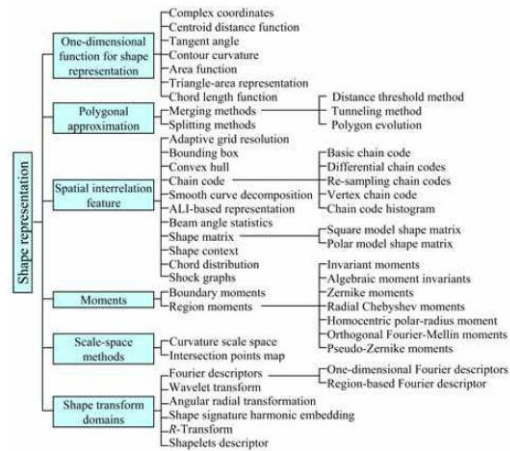 Shape representation
One-dimensional
function for shape
representation
Complex coordinates
Centroid distance function
Tangent angle
Contour curvature
Area function
Triangle-area representation
Chord length function
Polygonal
approximation
Merging methods
Splitting methods
Distance threshold method
Tunneling method
Polygon evolution
Spatial interrelation
feature
Adaptive grid resolution
Bounding box
Convex hull
Chain code
Smooth curve decomposition
ALI-based representation
Beam angle statistics
Shape matrix
Shape context
Chord distribution
Shock graphs
Basic chain code
Differential chain codes
Re-sampling chain codes
Vertex chain code
Chain code histogram
Square model shape matrix
Polar model shape matrix
Moments
Boundary moments
Region moments
Invariant moments
Algebraic moment invariants
Zernike moments
Radial Chebyshev moments
Homocentric polar-radius moment
Orthogonal Fourier-Mellin moments
Pseudo-Zernike moments
Scale-space
methods
Curvature scale space
Intersection points map
Shape transform
domains
Fourier descriptors
Wavelet transform
Angular radial transformation
Shape signature harmonic embedding
R-Transform
Shapelets descriptor
One-dimensional Fourier descriptors
Region-based Fourier descriptor